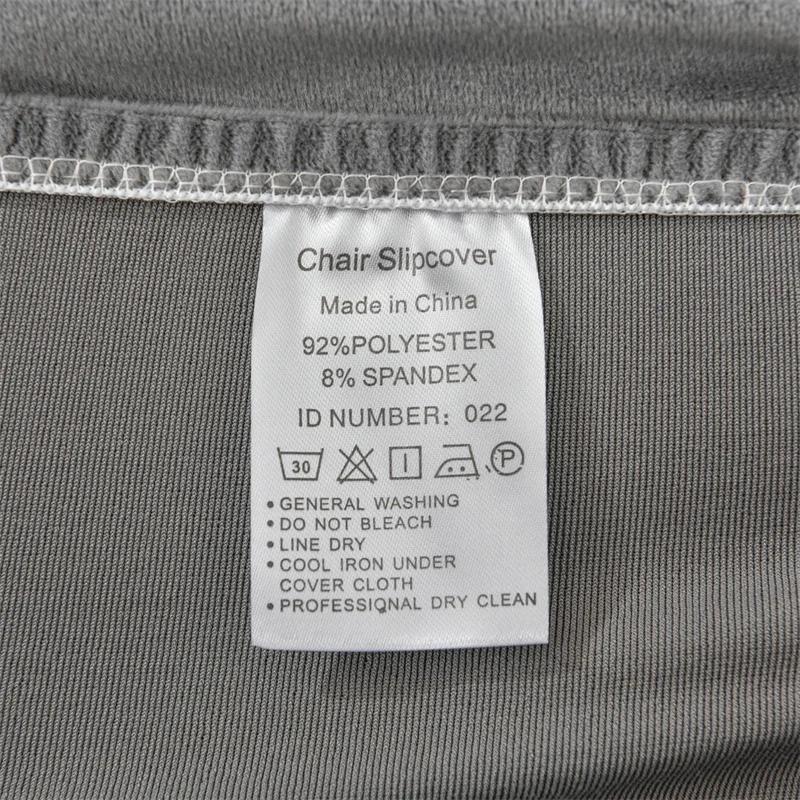 Chair Slipcover
Made in China
92%POLYESTER
8% SPANDEX
ID NUMBER: 022
30 P
• GENERAL WASHING
• DO NOT BLEACH
• LINE DRY
• COOL IRON UNDER
COVER CLOTH
• PROFESSIONAL DRY CLEAN